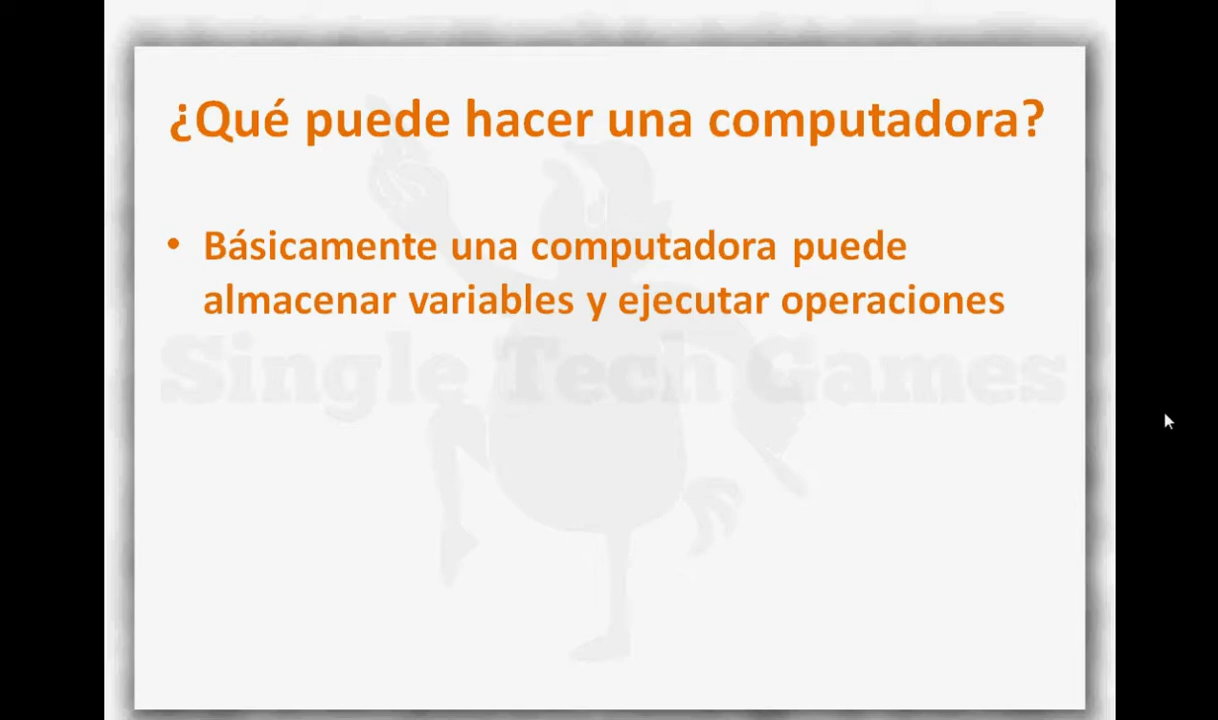 ¿Qué puede hacer una computadora?
• Básicamente una computadora puede
almacenar variables y ejecutar operaciones
Single Tech Games